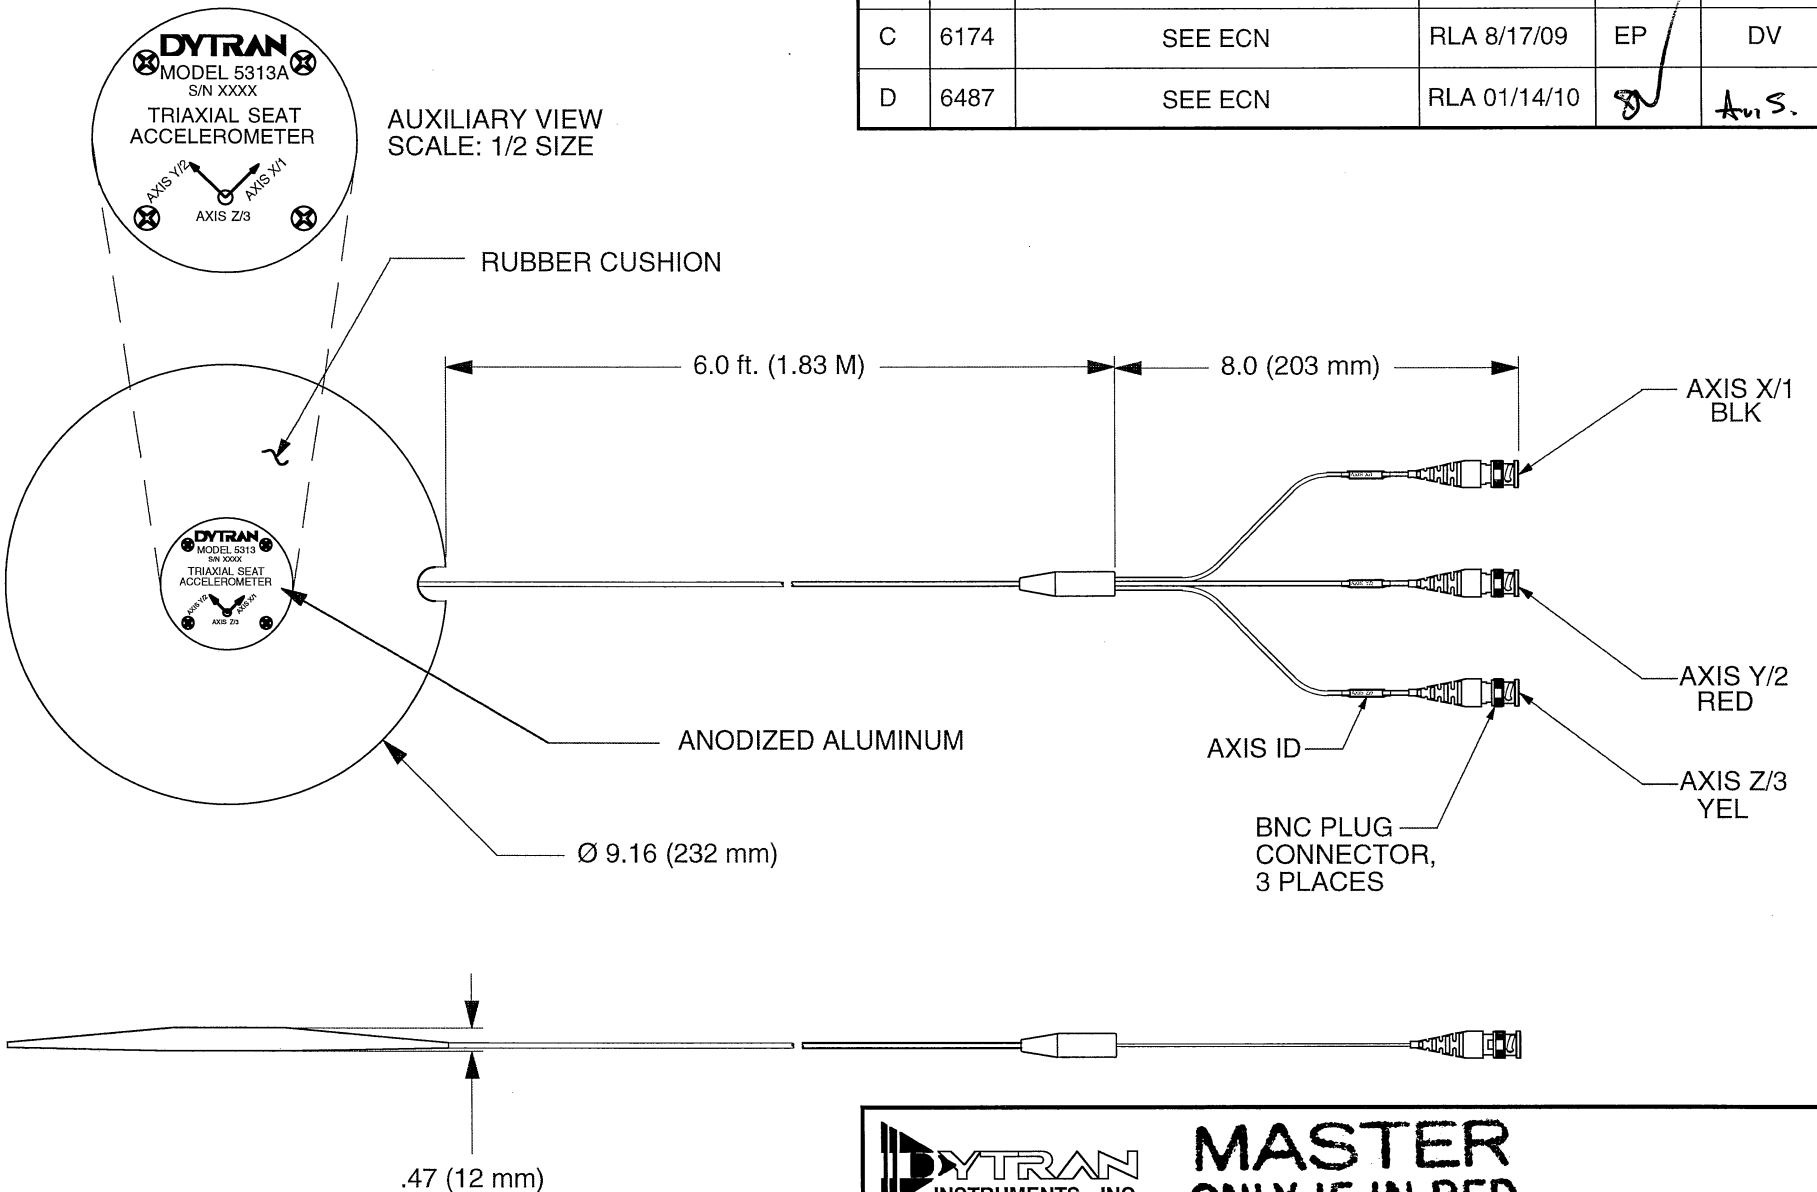 C 6174 SEE ECN RLA 8/17/09 EP DV
D 6487 SEE ECN RLA 01/14/10
DYTRAN
MODEL 5313A
S/N XXXX
TRIAXIAL SEAT
ACCELEROMETER
AXIS Y/2
AXIS X/1
AXIS Z/3
AUXILIARY VIEW
SCALE: 1/2 SIZE
RUBBER CUSHION
6.0 ft. (1.83 M)
8.0 (203 mm)
AXIS X/1
BLK
DYTRAN
MODEL 5313
S/N XXXX
TRIAXIAL SEAT
ACCELEROMETER
AXIS Y/2
AXIS X/1
AXIS Z/3
AXIS Y/2
RED
ANODIZED ALUMINUM
AXIS ID
AXIS Z/3
YEL
BNC PLUG
CONNECTOR,
3 PLACES
Ø 9.16 (232 mm)
.47 (12 mm)
DYTRAN
INSTRUMENTS, INC.
MASTER
ONLY IF IN RED